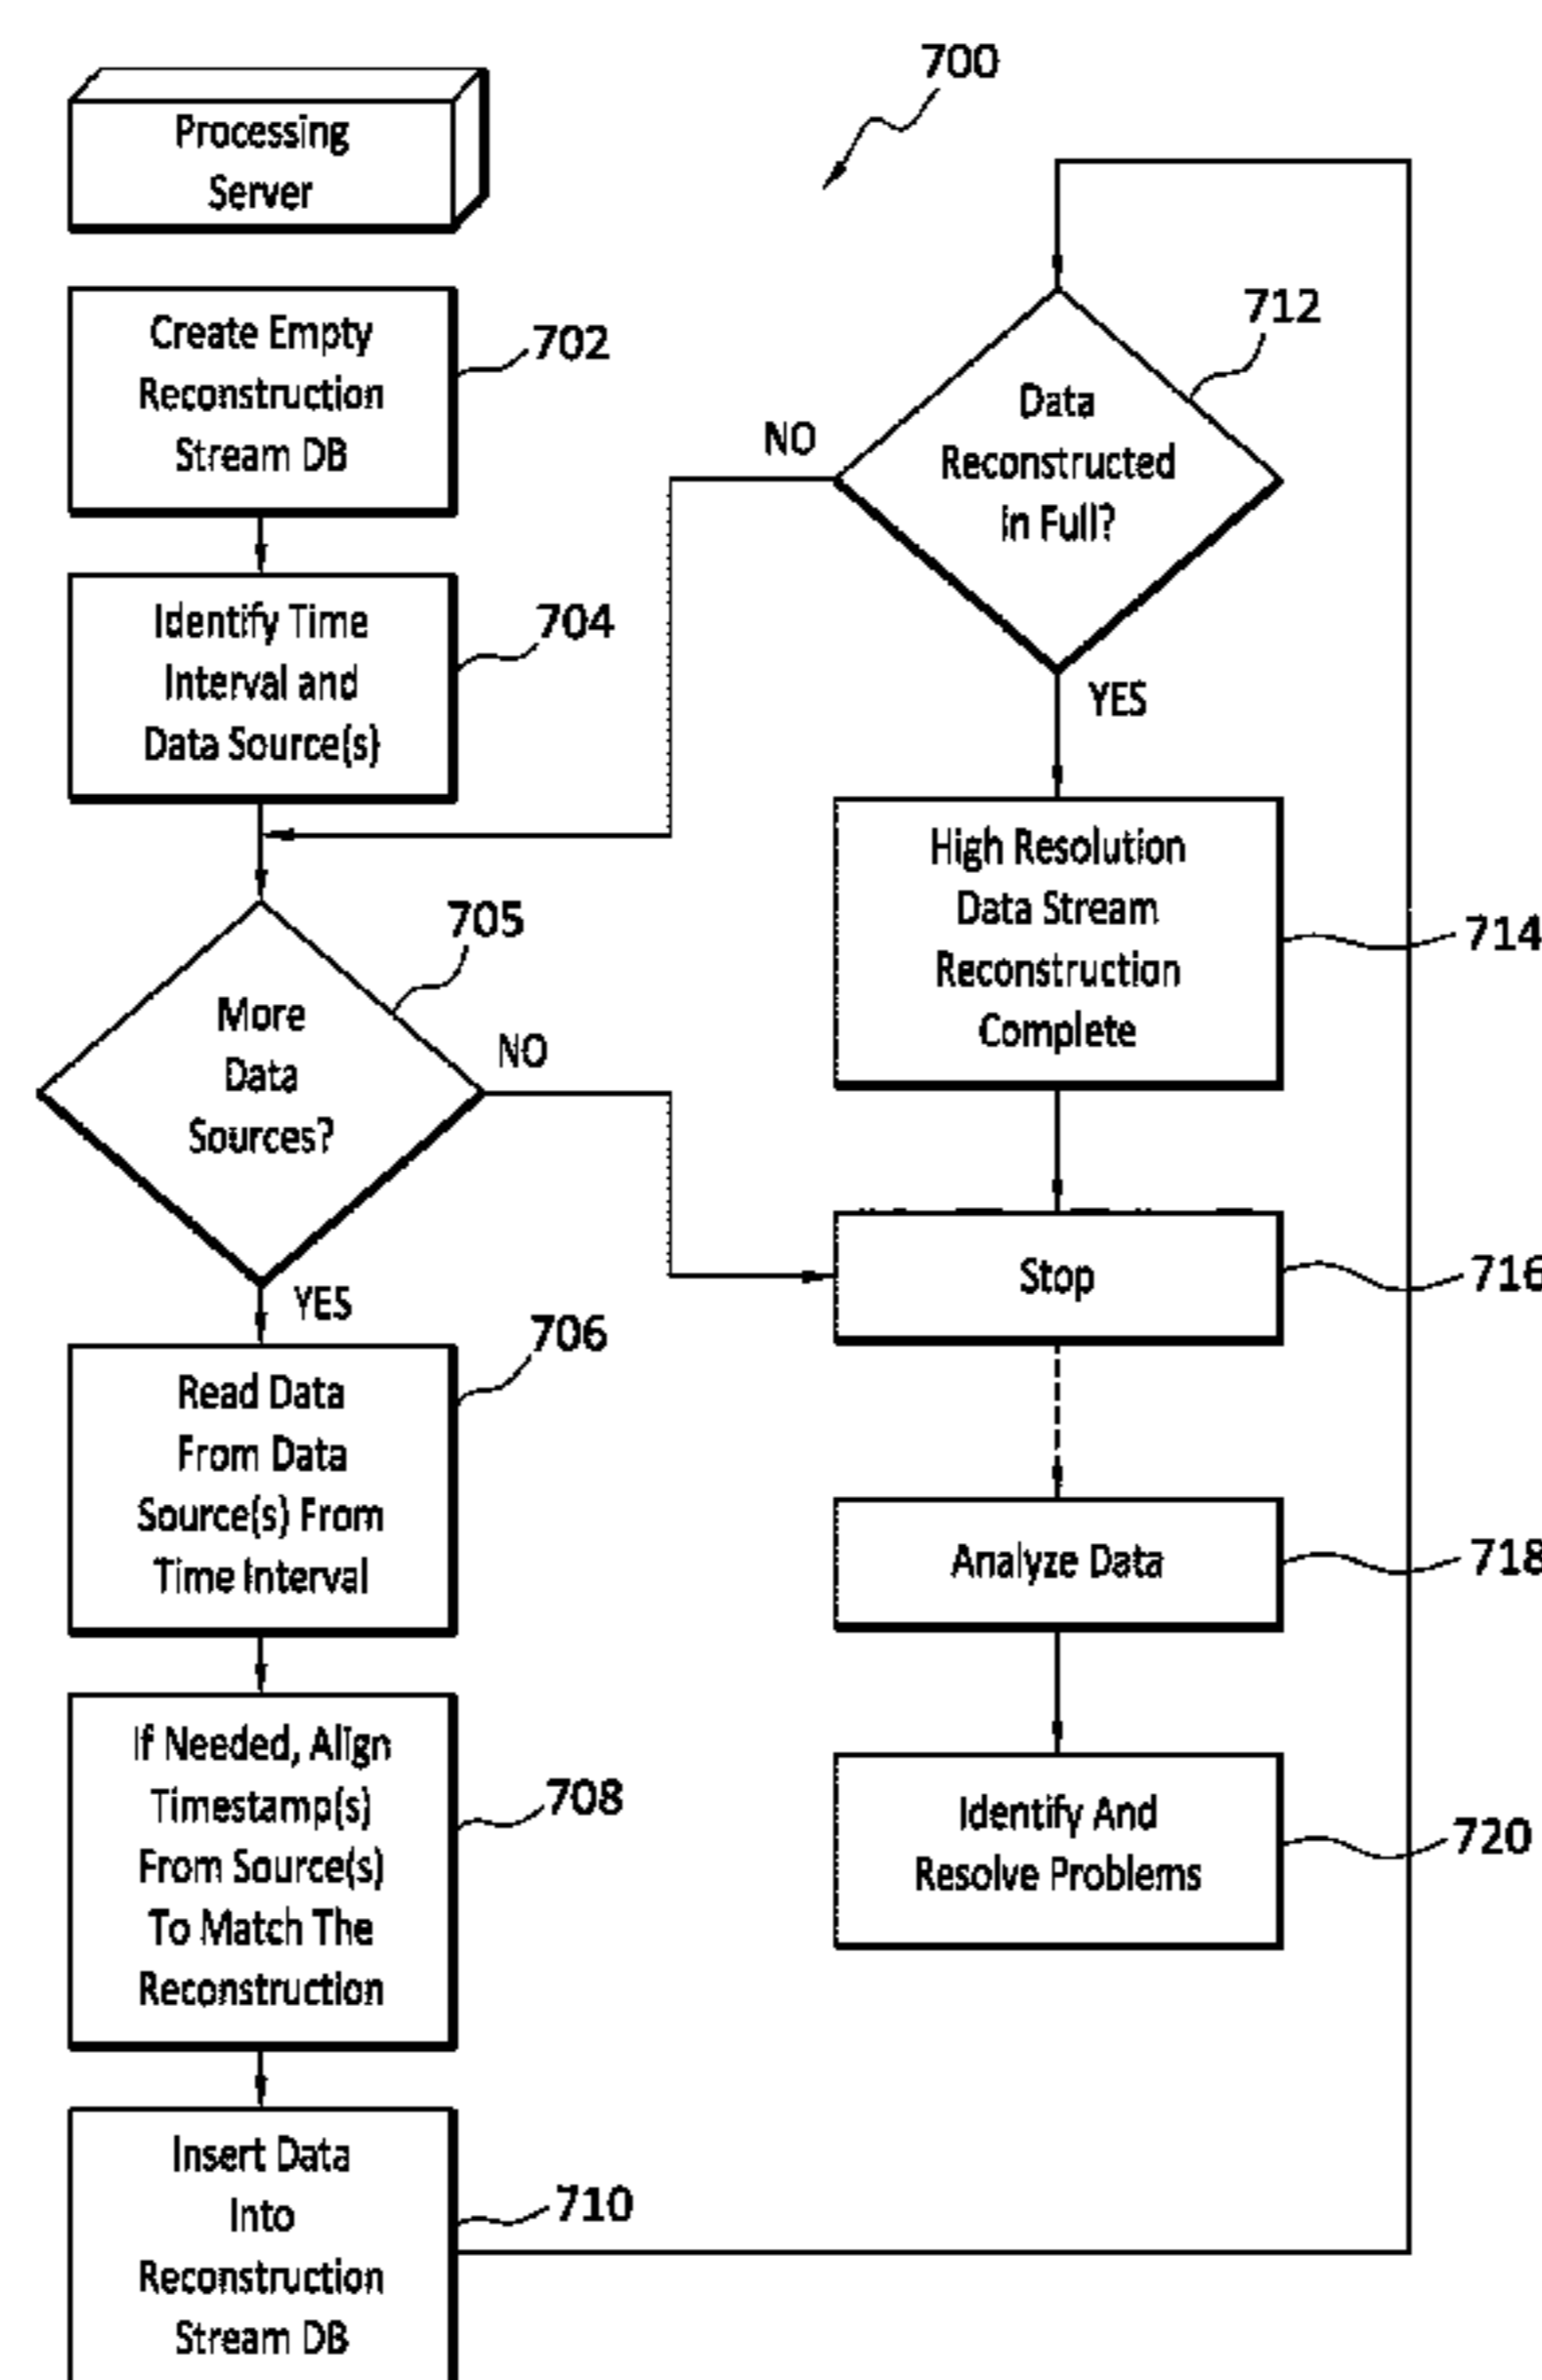 700
Processing
Server
Create Empty
Reconstruction
Stream DB
702
Identify Time
Interval and
Data Source(s)
704
More
Data
Sources?
705
NO
YES
Read Data
From Data
Source(s) From
Time Interval
706
If Needed, Align
Timestamp(s)
From Source(s)
To Match The
Reconstruction
708
Insert Data
Into
Reconstruction
Stream DB
710
Data
Reconstructed
in Full?
712
NO
YES
High Resolution
Data Stream
Reconstruction
Complete
714
Stop
716
Analyze Data
718
Identify And
Resolve Problems
720